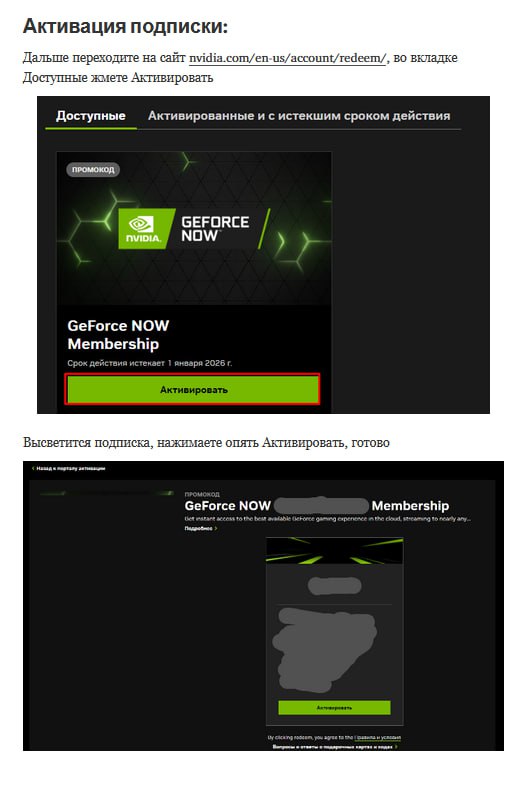 Активация подписки:
Дальше переходите на сайт nvidia.com/en-us/account/redeem/, во вкладке
Доступные жмете Активировать
Доступные Активированные и с истекшим сроком действия
ПРОМОКОД
NVIDIA. GEFORCE
NOW
GeForce NOW
Membership
Срок действия истекает 1 января 2026 г.
Активировать
Высветится подписка, нажимаете опять Активировать, готово
Назад к порталу активации
ПРОМОКОД
GeForce NOW Membership
Get instant access to the best available GeForce gaming experience in the cloud, streaming to nearly any...
Подробнее >
Активировать
By clicking redeem, you agree to the Правила и условия
Вопросы и ответы о подарочных картах и кодах >